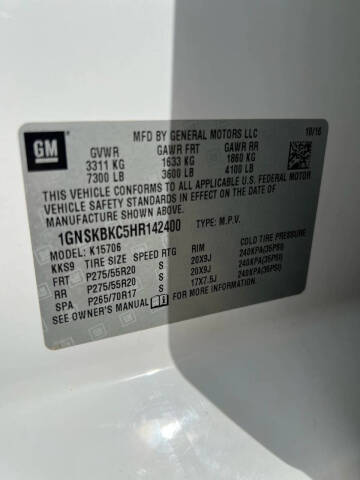 GM
MFD BY GENERAL MOTORS LLC 10/16
GVWR GAWR FRT GAWR RR
3311 KG 1633 KG 1860 KG
7300 LB 3600 LB 4100 LB
THIS VEHICLE CONFORMS TO ALL APPLICABLE U.S. FEDERAL MOTOR
VEHICLE SAFETY STANDARDS IN EFFECT ON THE DATE OF
MANUFACTURE SHOWN ABOVE.
1GNSKBKC5HR142400 TYPE: M.P.V.
MODEL: K15706
KKS9 TIRE SIZE SPEED RTG RIM COLD TIRE PRESSURE
FRT P275/55R20 S 20X9J 240KPA(35PSI)
RR P275/55R20 S 20X9J 240KPA(35PSI)
SPA P265/70R17 S 17X7.5J 240KPA(35PSI)
SEE OWNER'S MANUAL